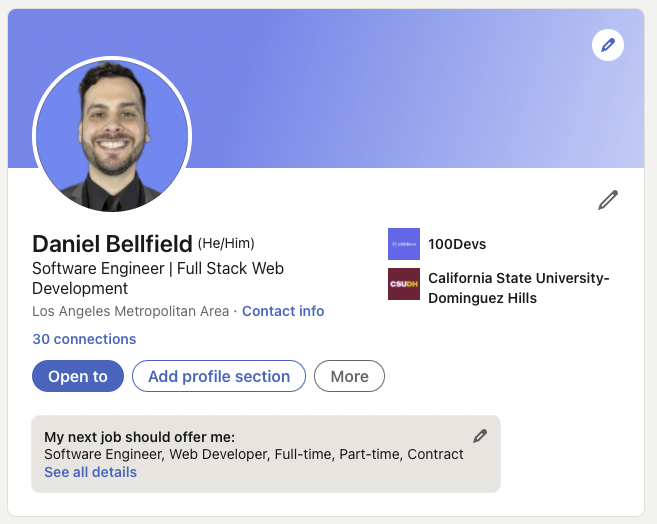 Daniel Bellfield (He/Him)
Software Engineer | Full Stack Web
Development
Los Angeles Metropolitan Area · Contact info
30 connections
100Devs
CSUDH
California State University-
Dominguez Hills
Open to
Add profile section
More
My next job should offer me:
Software Engineer, Web Developer, Full-time, Part-time, Contract
See all details